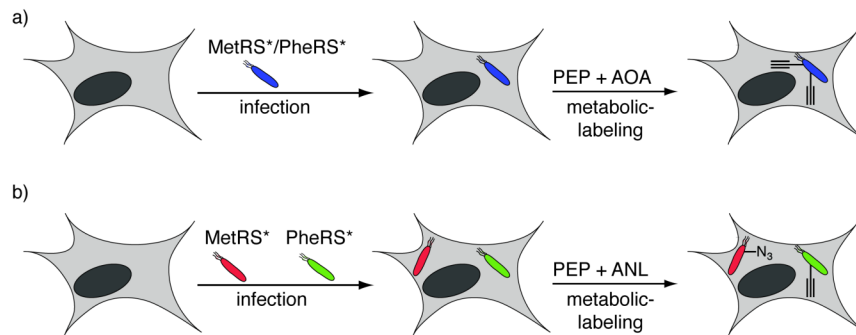 a)
MetRS*/PheRS*
infection
PEP + AOA
metabolic-
labeling
b)
MetRS* PheRS*
infection
PEP + ANL
metabolic-
labeling
N₃